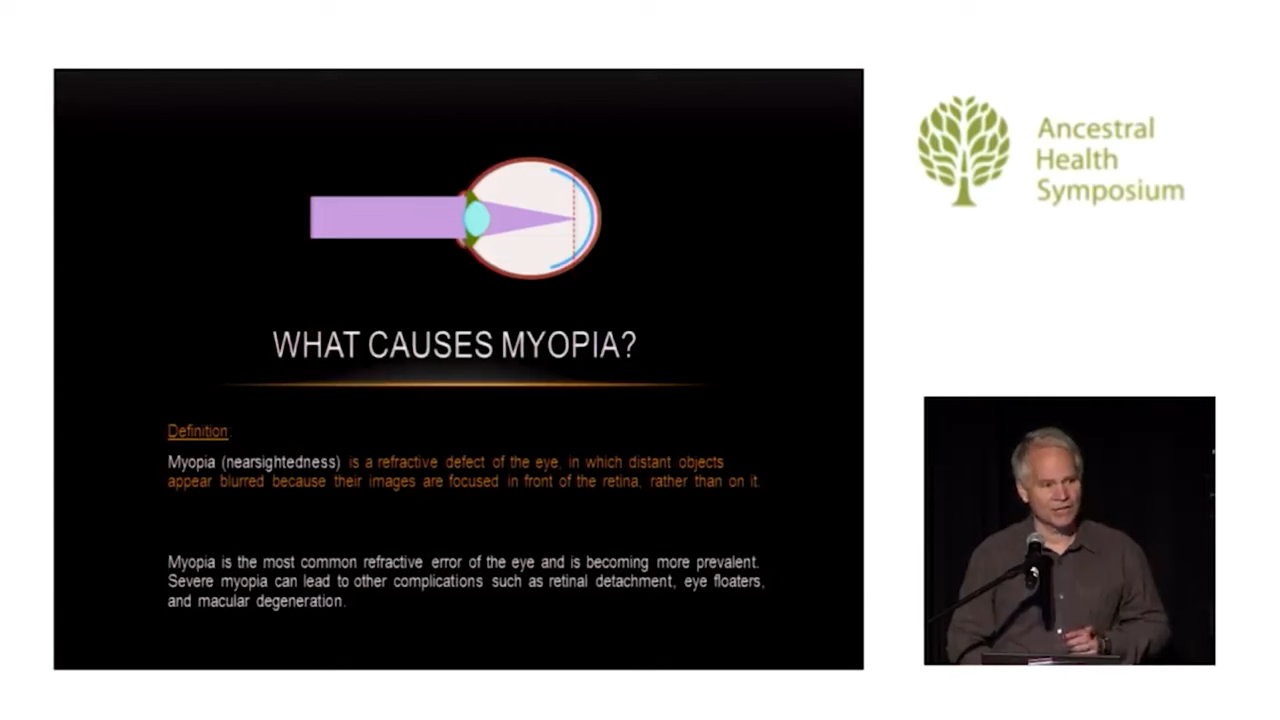 WHAT CAUSES MYOPIA?
Definition:
Myopia (nearsightedness) is a refractive defect of the eye, in which distant objects
appear blurred because their images are focused in front of the retina, rather than on it.
Myopia is the most common refractive error of the eye and is becoming more prevalent.
Severe myopia can lead to other complications such as retinal detachment, eye floaters,
and macular degeneration.
Ancestral
Health
Symposium